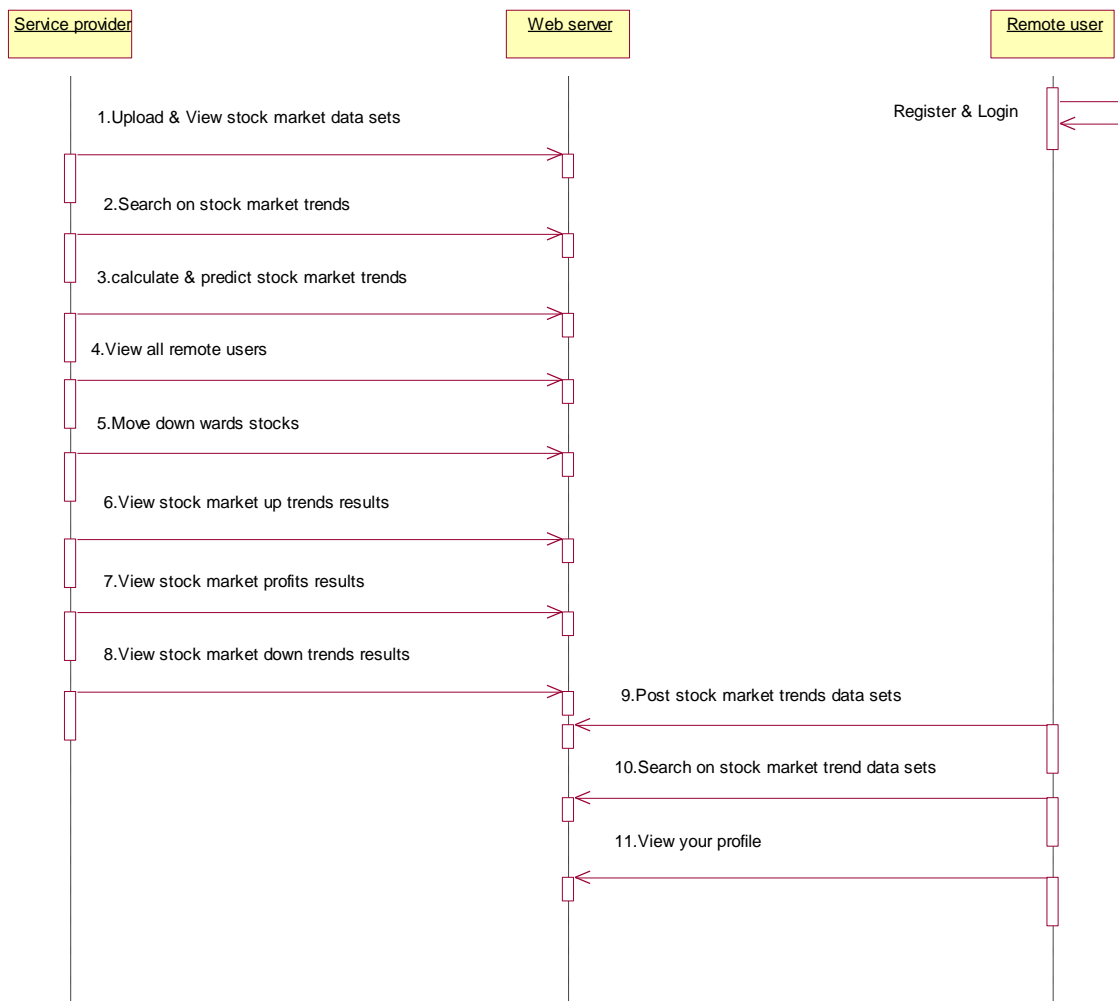 Service provider
Web server
Remote user
Register & Login
1.Upload & View stock market data sets
2.Search on stock market trends
3.calculate & predict stock market trends
4.View all remote users
5.Move down wards stocks
6.View stock market up trends results
7.View stock market profits results
8.View stock market down trends results
9.Post stock market trends data sets
10.Search on stock market trend data sets
11.View your profile